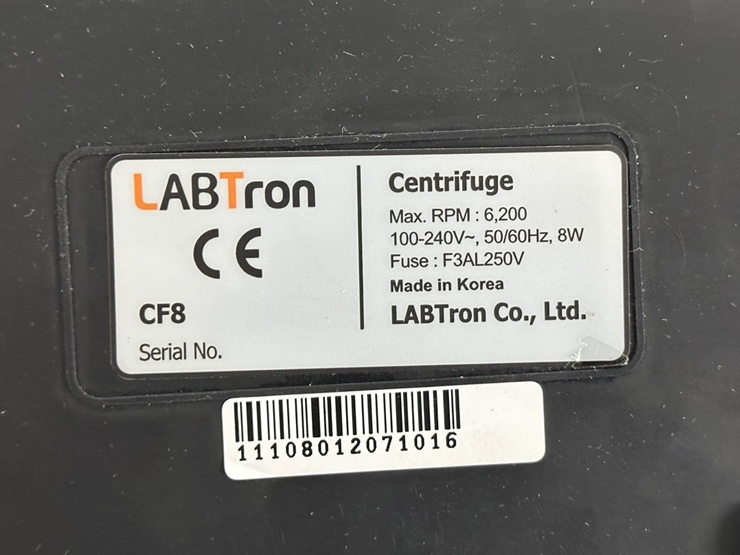 LABTron
CE
CF8
Serial No.
Centrifuge
Max. RPM : 6,200
100-240V~, 50/60Hz, 8W
Fuse : F3AL250V
Made in Korea
LABTron Co., Ltd.
11108012071016